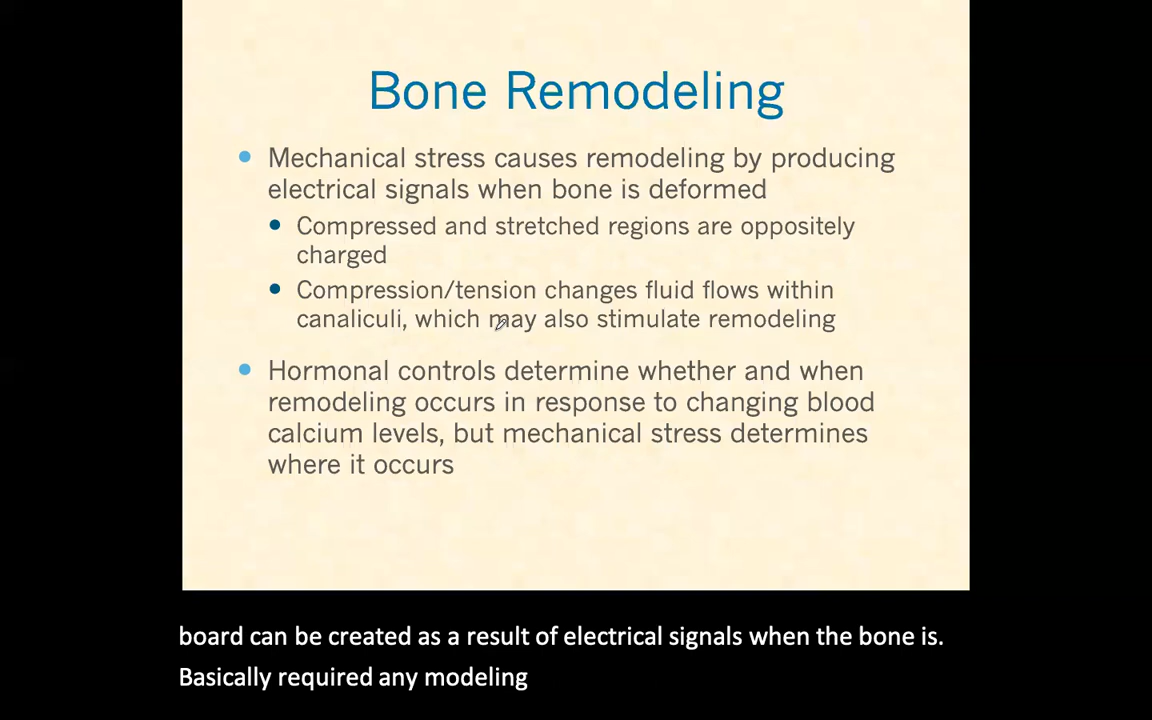 Bone Remodeling
Mechanical stress causes remodeling by producing
electrical signals when bone is deformed
Compressed and stretched regions are oppositely
charged
Compression/tension changes fluid flows within
canaliculi, which may also stimulate remodeling
Hormonal controls determine whether and when
remodeling occurs in response to changing blood
calcium levels, but mechanical stress determines
where it occurs
board can be created as a result of electrical signals when the bone is.
Basically required any modeling